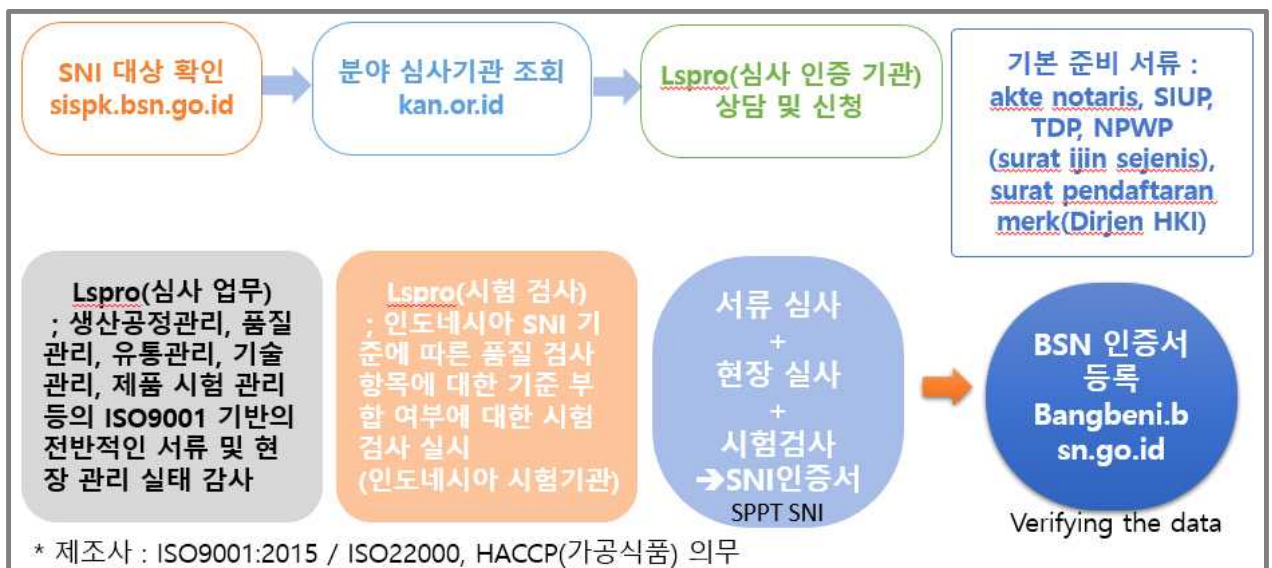 SNI 대상 확인
sispk.bsn.go.id
분야 심사기관 조회
kan.or.id
Lspro(심사 인증 기관)
상담 및 신청
기본 준비 서류 :
akte notaris, SIUP,
TDP, NPWP
(surat ijin sejenis),
surat pendaftaran
merk(Dirjen HKI)
Lspro(심사 업무)
; 생산공정관리, 품질
관리, 유통관리, 기술
관리, 제품 시험 관리
등의 ISO9001 기반의
전반적인 서류 및 현
장 관리 실태 감사
Lspro(시험 검사)
; 인도네시아 SNI 기
준에 따른 품질 검사
항목에 대한 기준 부
합 여부에 대한 시험
검사 실시
(인도네시아 시험기관)
서류 심사
+
현장 실사
+
시험검사
➔SNI인증서
SPPT SNI
BSN 인증서
등록
Bangbeni.b
sn.go.id
Verifying the data
* 제조사 : ISO9001:2015 / ISO22000, HACCP(가공식품) 의무